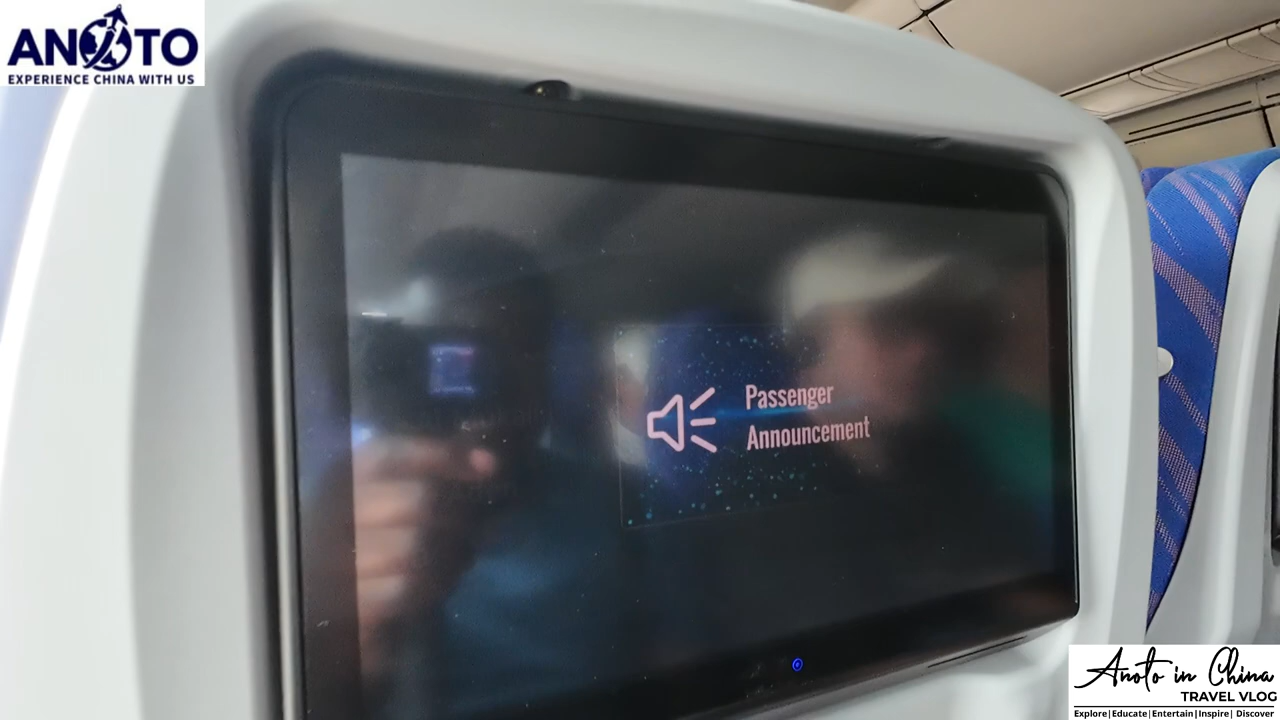 ANOTO
EXPERIENCE CHINA WITH US
Passenger
Announcement
Anoto in China
TRAVEL VLOG
Explore|Educate|Entertain|Inspire| Discover